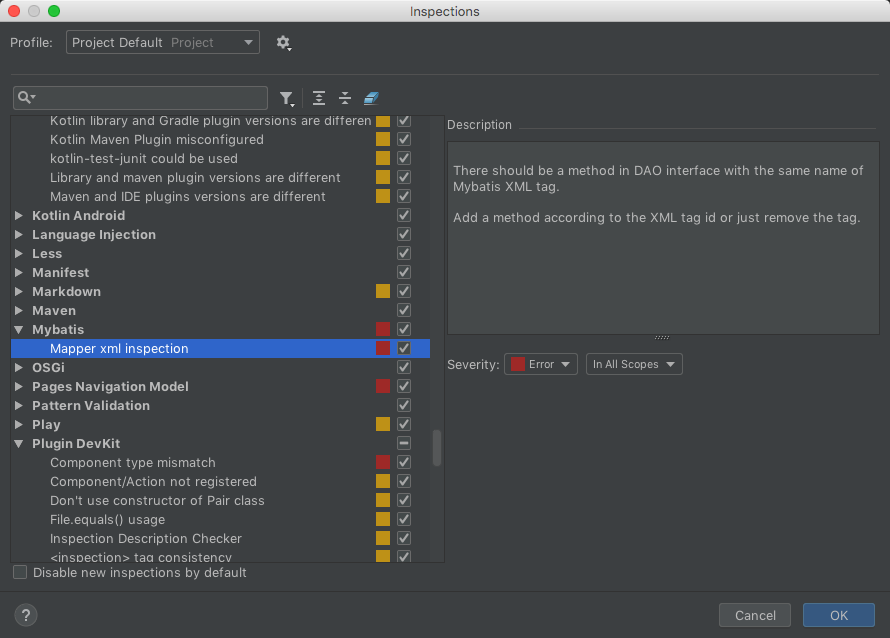 Inspections
Profile:
Project Default Project
Kotlin library and Gradle plugin versions are differen
Kotlin Maven Plugin misconfigured
kotlin-test-junit could be used
Library and maven plugin versions are different
Maven and IDE plugins versions are different
Kotlin Android
Language Injection
Less
Manifest
Markdown
Maven
Mybatis
Mapper xml inspection
OSGi
Pages Navigation Model
Pattern Validation
Play
Plugin DevKit
Component type mismatch
Component/Action not registered
Don't use constructor of Pair class
File.equals() usage
Inspection Description Checker
<inspection> tag consistency
Disable new inspections by default
Description
There should be a method in DAO interface with the same name of
Mybatis XML tag.
Add a method according to the XML tag id or just remove the tag.
Severity:
Error
In All Scopes
?
Cancel
OK